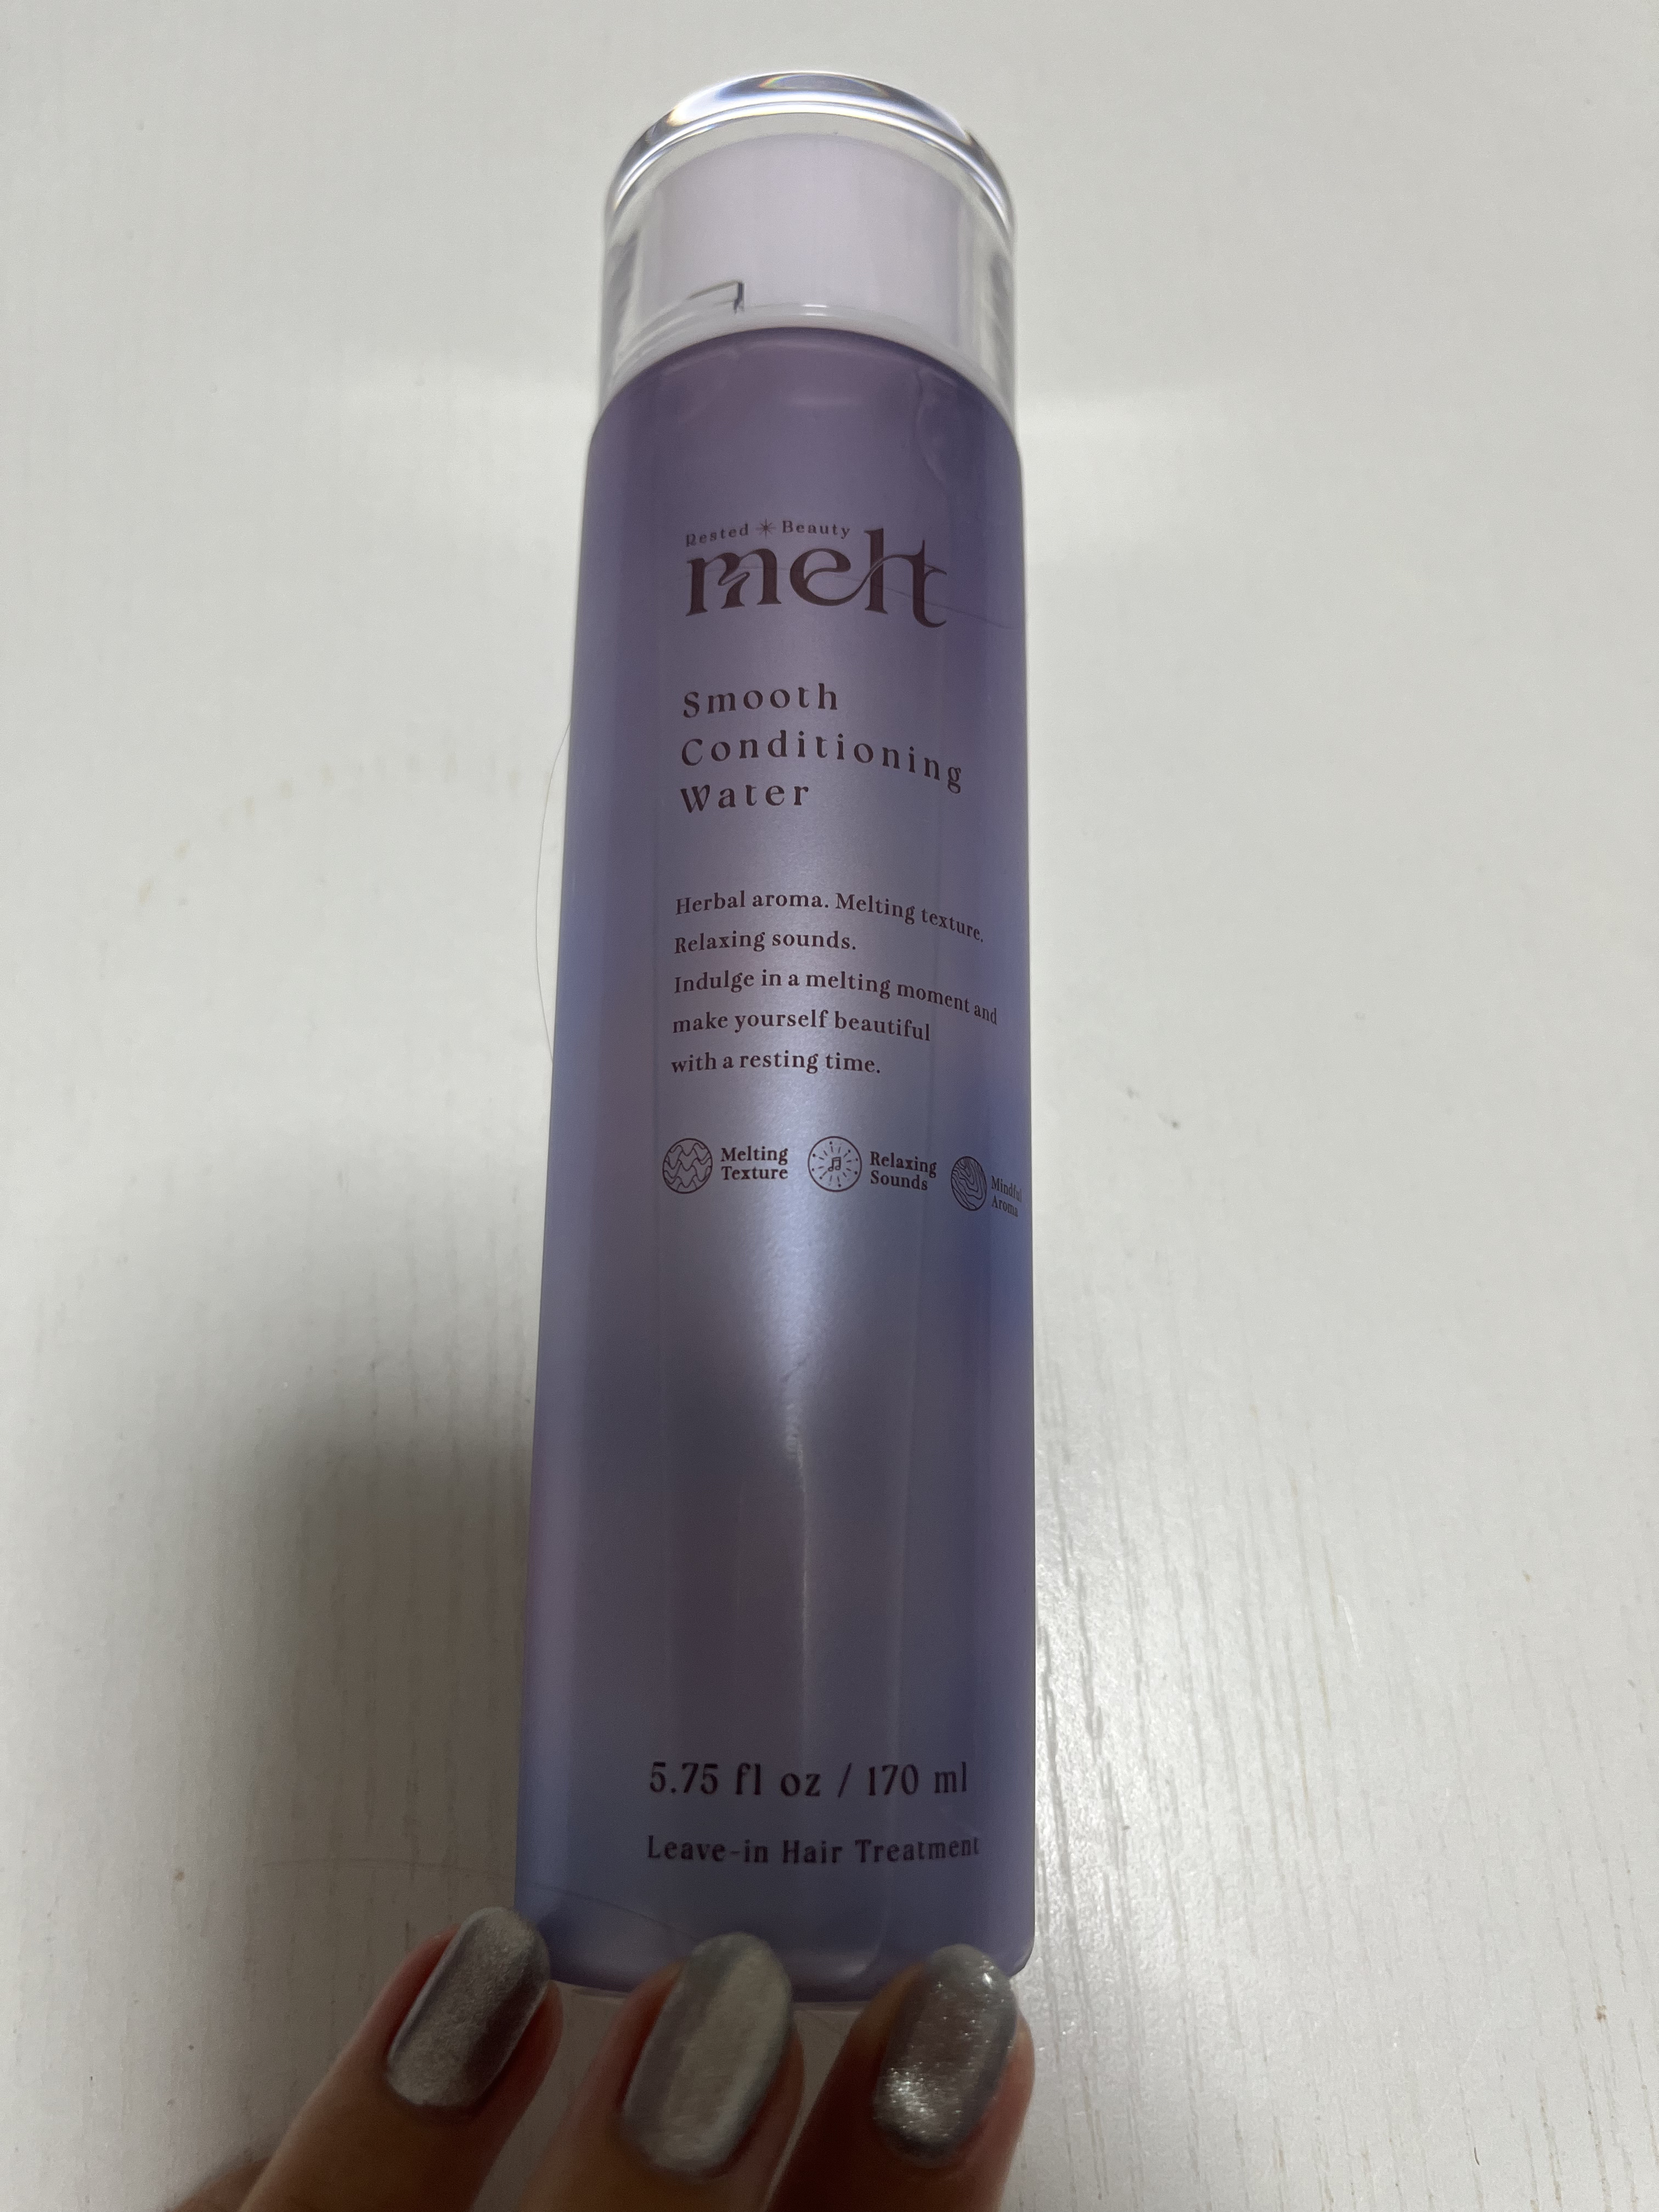 Rested Beauty
melt
Smooth
Conditioning
Water
Herbal aroma. Melting texture.
Relaxing sounds.
Indulge in a melting moment and
make yourself beautiful
with a resting time.
Melting
Texture
Relaxing
Sounds
Mindful
Aroma
5.75 fl oz / 170 ml
Leave-in Hair Treatment